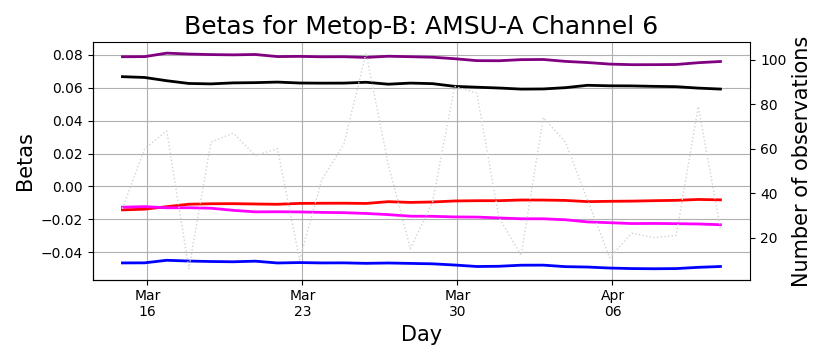 Betas for Metop-B: AMSU-A Channel 6
Betas
0.08
0.06
0.04
0.02
0.00
−0.02
−0.04
100
80
60
40
20
Number of observations
Mar
16
Mar
23
Mar
30
Apr
06
Day